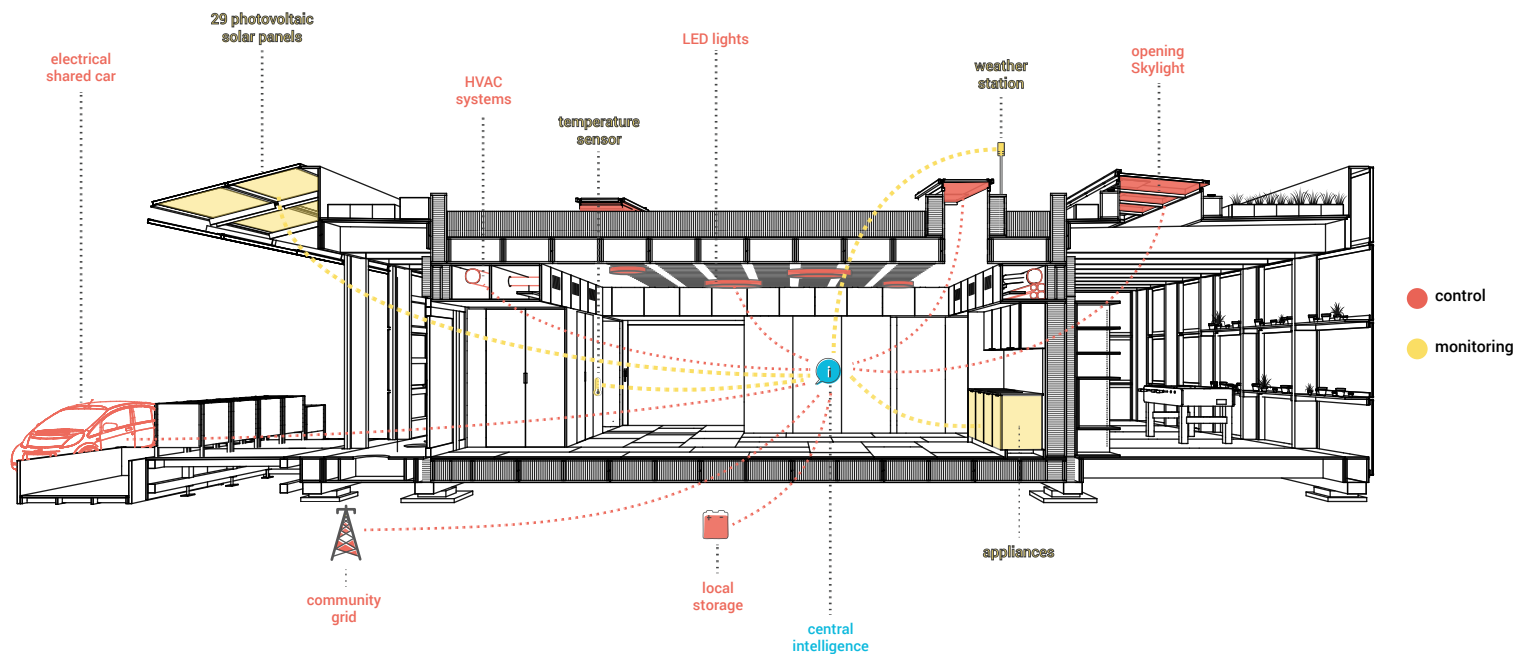 29 photovoltaic
solar panels
electrical
shared car
HVAC
systems
temperature
sensor
LED lights
weather
station
opening
Skylight
control
monitoring
i
appliances
local
storage
community
grid
central
intelligence